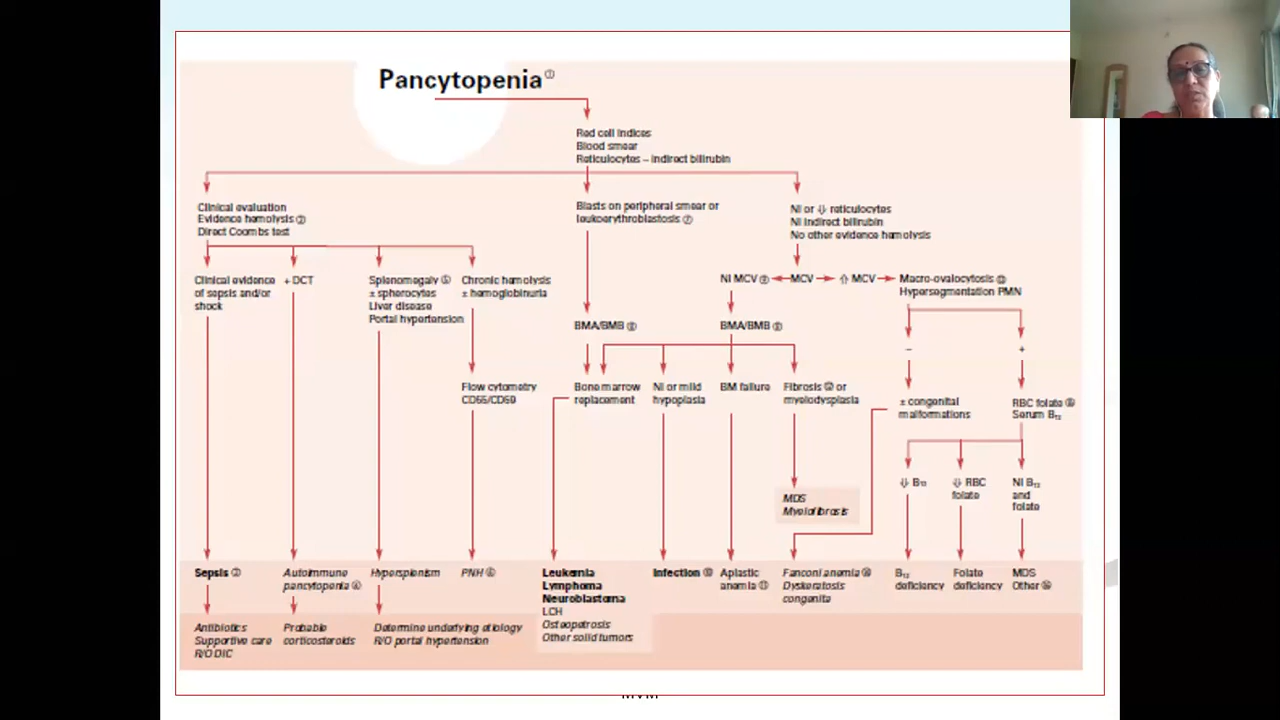 Pancytopenia①
Red cell indices
Blood smear
Reticulocytes – indirect bilirubin
Clinical evaluation
Evidence hemolysis
Direct Coombs test
Blasts on peripheral smear or
leukoerythroblastosis
Nl or ⇩ reticulocytes
Nl indirect bilirubin
No other evidence hemolysis
Clinical evidence
of sepsis and/or
shock
+ DCT
Splenomegaly
± spherocytes
Liver disease
Portal hypertension
Chronic hemolysis
± hemoglobinuria
Nl MCV
MCV
⇧ MCV
Macro-ovalocytosis
Hypersegmentation PMN
BMA/BMB
BMA/BMB
–
+
Flow cytometry
CD55/CD59
Bone marrow
replacement
Nl or mild
hypoplasia
BM failure
Fibrosis or
myelodysplasia
± congenital
malformations
RBC folate
Serum B₁₂
⇩ B₁₂
⇩ RBC
folate
Nl B₁₂
and
folate
MDS
Myelofibrosis
Sepsis
Autoimmune
pancytopenia
Hypersplenism
PNH
Leukemia
Lymphoma
Neuroblastoma
LCH
Osteopetrosis
Other solid tumors
Infection
Aplastic
anemia
Fanconi anemia
Dyskeratosis
congenita
B₁₂
deficiency
Folate
deficiency
MDS
Other
Antibiotics
Supportive care
R/O DIC
Probable
corticosteroids
Determine underlying etiology
R/O portal hypertension